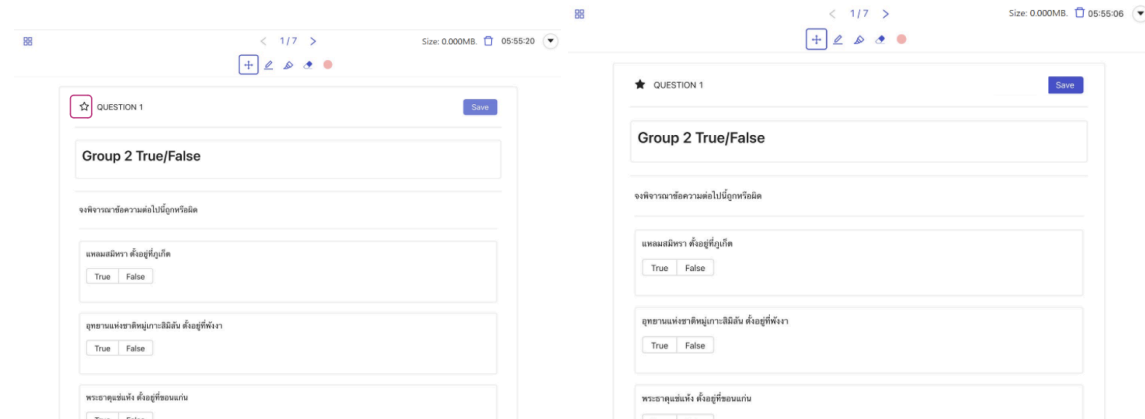 1/7
Size: 0.000MB. 05:55:20
QUESTION 1
Save
Group 2 True/False
จงพิจารณาข้อความต่อไปนี้ถูกหรือผิด
แหลมสมิหรา ตั้งอยู่ที่ภูเก็ต
True False
อุทยานแห่งชาติหมู่เกาะสิมิลัน ตั้งอยู่ที่พังงา
True False
พระธาตุแช่แห้ง ตั้งอยู่ที่ขอนแก่น
True False
1/7
Size: 0.000MB. 05:55:06
QUESTION 1
Save
Group 2 True/False
จงพิจารณาข้อความต่อไปนี้ถูกหรือผิด
แหลมสมิหรา ตั้งอยู่ที่ภูเก็ต
True False
อุทยานแห่งชาติหมู่เกาะสิมิลัน ตั้งอยู่ที่พังงา
True False
พระธาตุแช่แห้ง ตั้งอยู่ที่ขอนแก่น